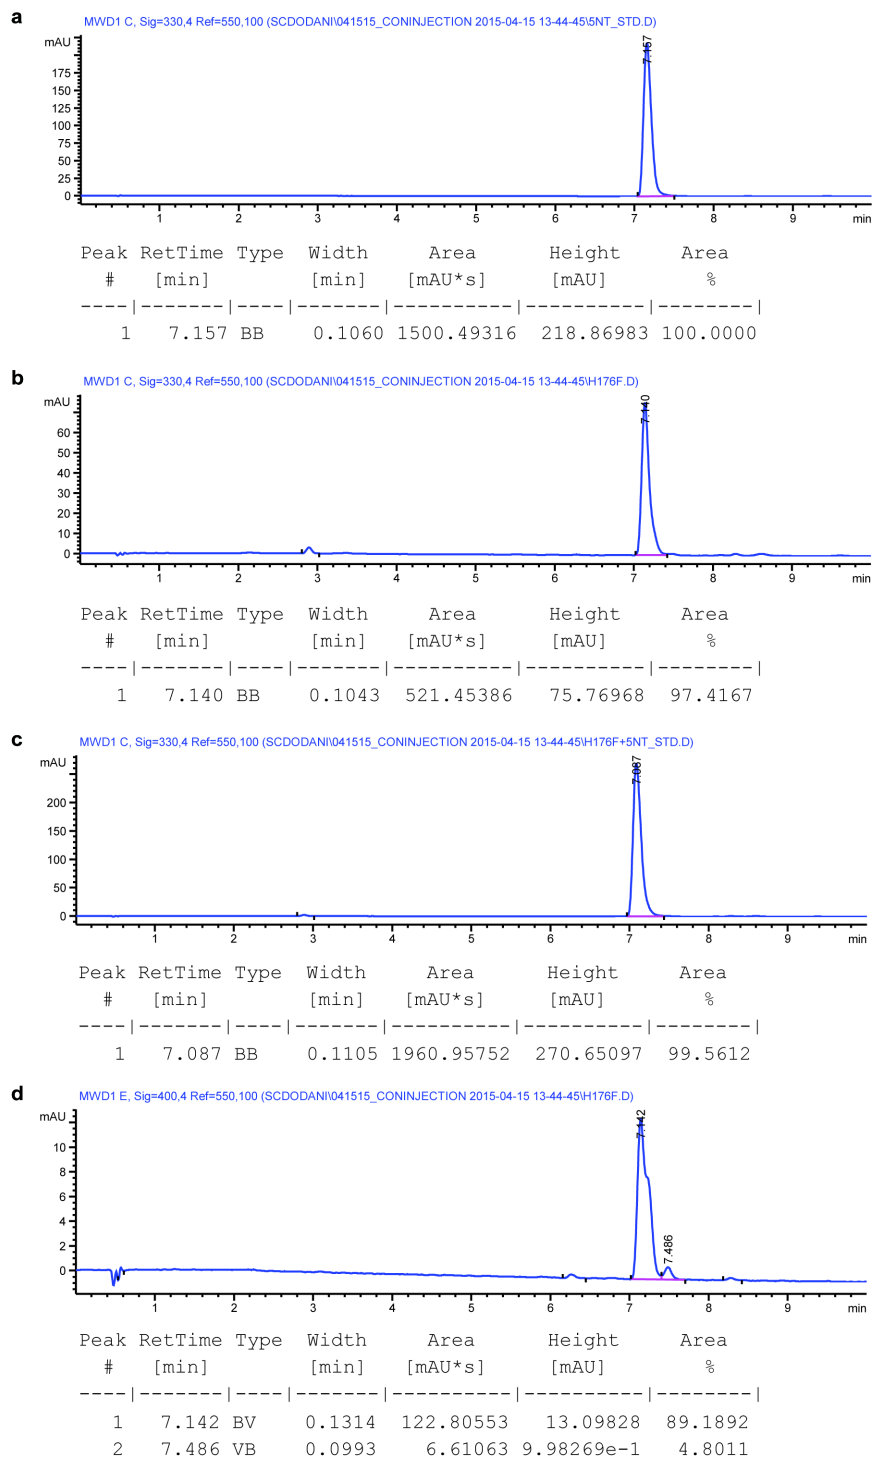 a
MWD1 C, Sig=330,4 Ref=550,100 (SCDODANI\041515_CONINJECTION 2015-04-15 13-44-45\5NT_STD.D)
mAU
7.157
175
150
125
100
75
50
25
0
1 2 3 4 5 6 7 8 9 min
Peak RetTime Type Width Area Height Area
# [min] [min] [mAU*s] [mAU] %
----|-------|----|-------|----------|----------|--------|
1 7.157 BB 0.1060 1500.49316 218.86983 100.0000
b
MWD1 C, Sig=330,4 Ref=550,100 (SCDODANI\041515_CONINJECTION 2015-04-15 13-44-45\H176F.D)
mAU
7.140
60
50
40
30
20
10
0
1 2 3 4 5 6 7 8 9 min
Peak RetTime Type Width Area Height Area
# [min] [min] [mAU*s] [mAU] %
----|-------|----|-------|----------|----------|--------|
1 7.140 BB 0.1043 521.45386 75.76968 97.4167
c
MWD1 C, Sig=330,4 Ref=550,100 (SCDODANI\041515_CONINJECTION 2015-04-15 13-44-45\H176F+5NT_STD.D)
mAU
7.087
200
150
100
50
0
1 2 3 4 5 6 7 8 9 min
Peak RetTime Type Width Area Height Area
# [min] [min] [mAU*s] [mAU] %
----|-------|----|-------|----------|----------|--------|
1 7.087 BB 0.1105 1960.95752 270.65097 99.5612
d
MWD1 E, Sig=400,4 Ref=550,100 (SCDODANI\041515_CONINJECTION 2015-04-15 13-44-45\H176F.D)
mAU
7.142
10
8
6
4
2
0
7.486
1 2 3 4 5 6 7 8 9 min
Peak RetTime Type Width Area Height Area
# [min] [min] [mAU*s] [mAU] %
----|-------|----|-------|----------|----------|--------|
1 7.142 BV 0.1314 122.80553 13.09828 89.1892
2 7.486 VB 0.0993 6.61063 9.98269e-1 4.8011